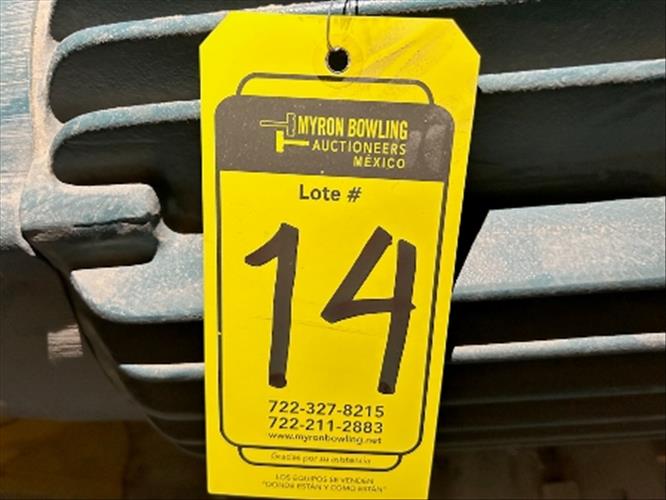 MYRON BOWLING
AUCTIONEERS
MÉXICO
Lote #
14
722-327-8215
722-211-2883
www.myronbowling.net
Gracias por su asistencia
LOS EQUIPOS SE VENDEN
"DONDE ESTÁN Y COMO ESTÁN"